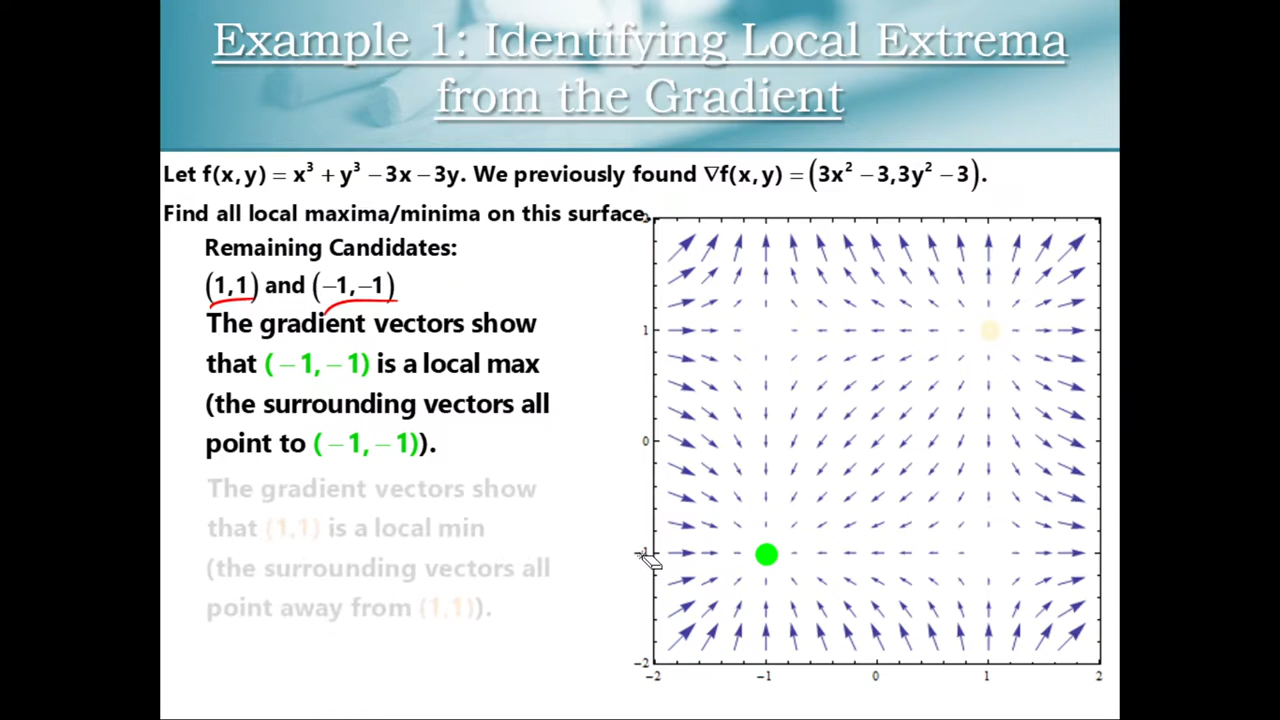 Example 1: Identifying Local Extrema
from the Gradient
Let f(x,y) = x³ + y³ − 3x − 3y. We previously found ∇f(x,y) = (3x² − 3,3y² − 3).
Find all local maxima/minima on this surface.
Remaining Candidates:
(1,1) and (−1,−1)
The gradient vectors show
that (−1,−1) is a local max
(the surrounding vectors all
point to (−1,−1)).
The gradient vectors show
that (1,1) is a local min
(the surrounding vectors all
point away from (1,1)).
1
0
−1
−2
−2 −1 0 1 2